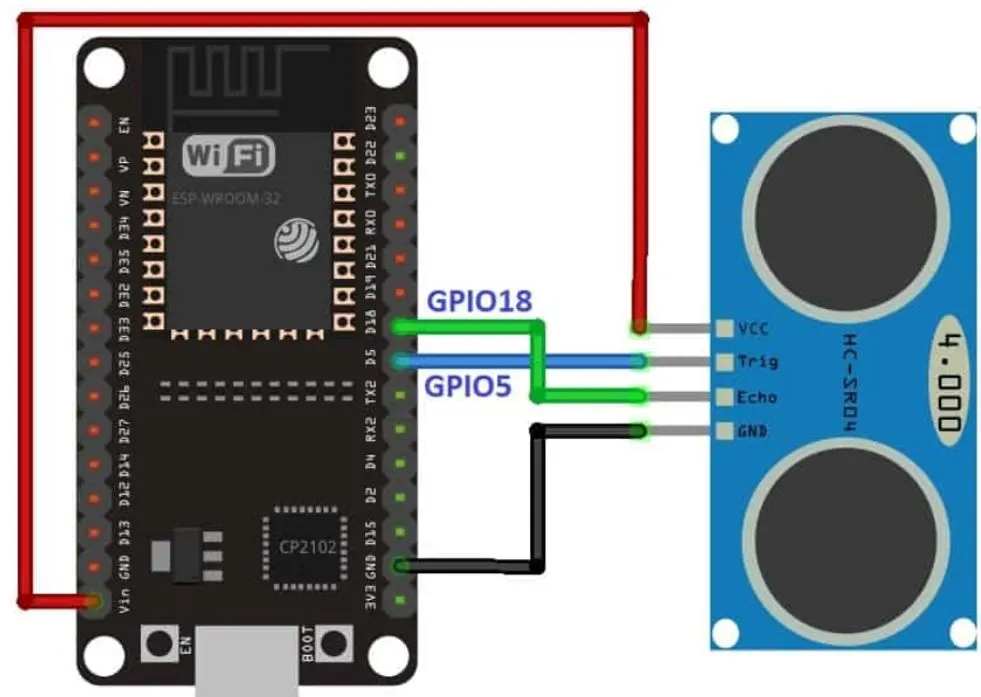 EN
VP
VN
D34
D35
D32
D33
D25
D26
D27
D14
D12
D13
GND
Vin
WiFi
ESP-WROOM-32
CP2102
EN
BOOT
D23
D22
TX0
RX0
D21
D19
D18
D5
TX2
RX2
D4
D2
D15
GND
3V3
GPIO18
GPIO5
VCC
Trig
Echo
GND
HC-SR04
4.000